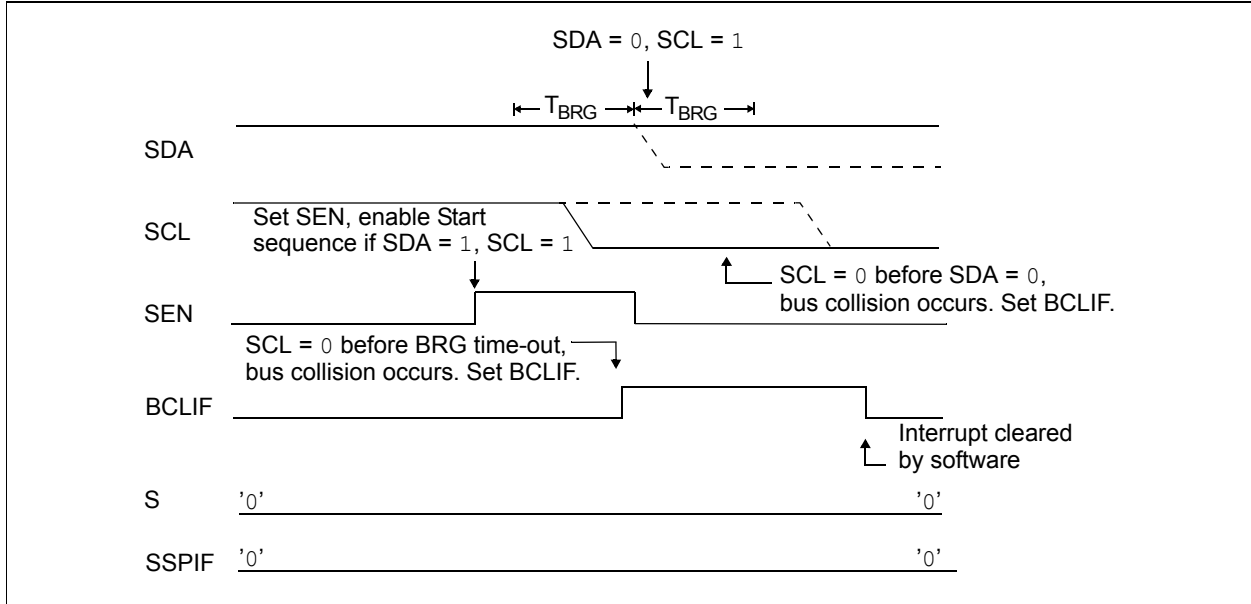 SDA = 0, SCL = 1
TBRG TBRG
SDA
SCL
Set SEN, enable Start
sequence if SDA = 1, SCL = 1
SCL = 0 before SDA = 0,
bus collision occurs. Set BCLIF.
SEN
SCL = 0 before BRG time-out,
bus collision occurs. Set BCLIF.
BCLIF
Interrupt cleared
by software
S '0' '0'
SSPIF '0' '0'